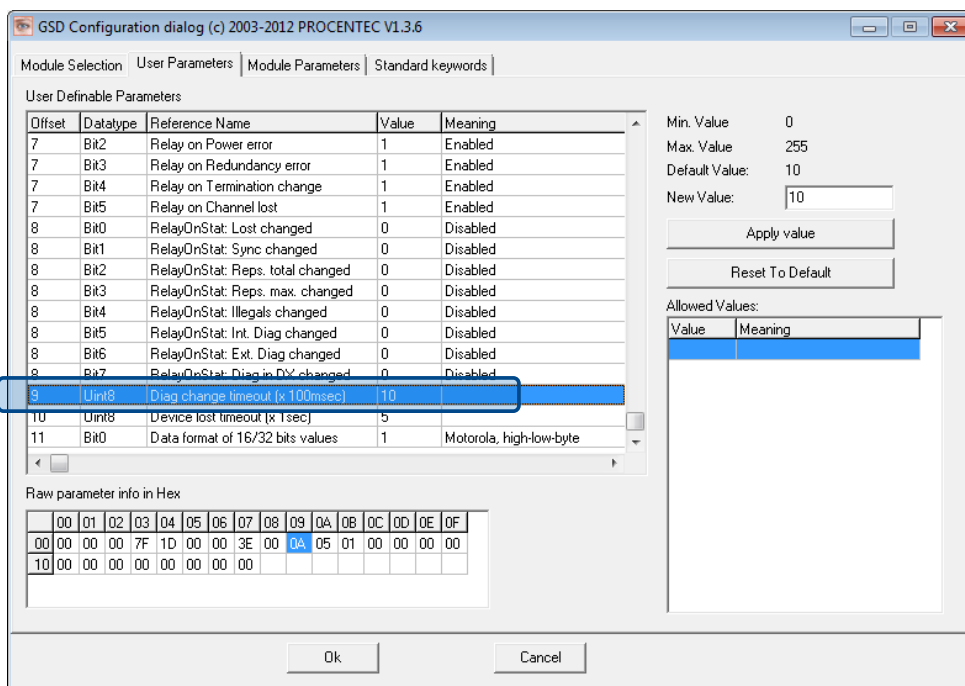 GSD Configuration dialog (c) 2003-2012 PROCENTEC V1.3.6
Module Selection User Parameters Module Parameters Standard keywords
User Definable Parameters
Offset Datatype Reference Name Value Meaning
7 Bit2 Relay on Power error 1 Enabled
7 Bit3 Relay on Redundancy error 1 Enabled
7 Bit4 Relay on Termination change 1 Enabled
7 Bit5 Relay on Channel lost 1 Enabled
8 Bit0 RelayOnStat: Lost changed 0 Disabled
8 Bit1 RelayOnStat: Sync changed 0 Disabled
8 Bit2 RelayOnStat: Reps. total changed 0 Disabled
8 Bit3 RelayOnStat: Reps. max. changed 0 Disabled
8 Bit4 RelayOnStat: Illegals changed 0 Disabled
8 Bit5 RelayOnStat: Int. Diag changed 0 Disabled
8 Bit6 RelayOnStat: Ext. Diag changed 0 Disabled
8 Bit7 RelayOnStat: Diag in DX changed 0 Disabled
9 Uint8 Diag change timeout (x 100msec) 10
10 Uint8 Device lost timeout (x 1sec) 5
11 Bit0 Data format of 16/32 bits values 1 Motorola, high-low-byte
Min. Value 0
Max. Value 255
Default Value: 10
New Value: 10
Apply value
Reset To Default
Allowed Values:
Value Meaning
Raw parameter info in Hex
00 01 02 03 04 05 06 07 08 09 0A 0B 0C 0D 0E 0F
00 00 00 00 7F 1D 00 00 3E 00 0A 05 01 00 00 00 00
10 00 00 00 00 00 00 00 00
Ok Cancel